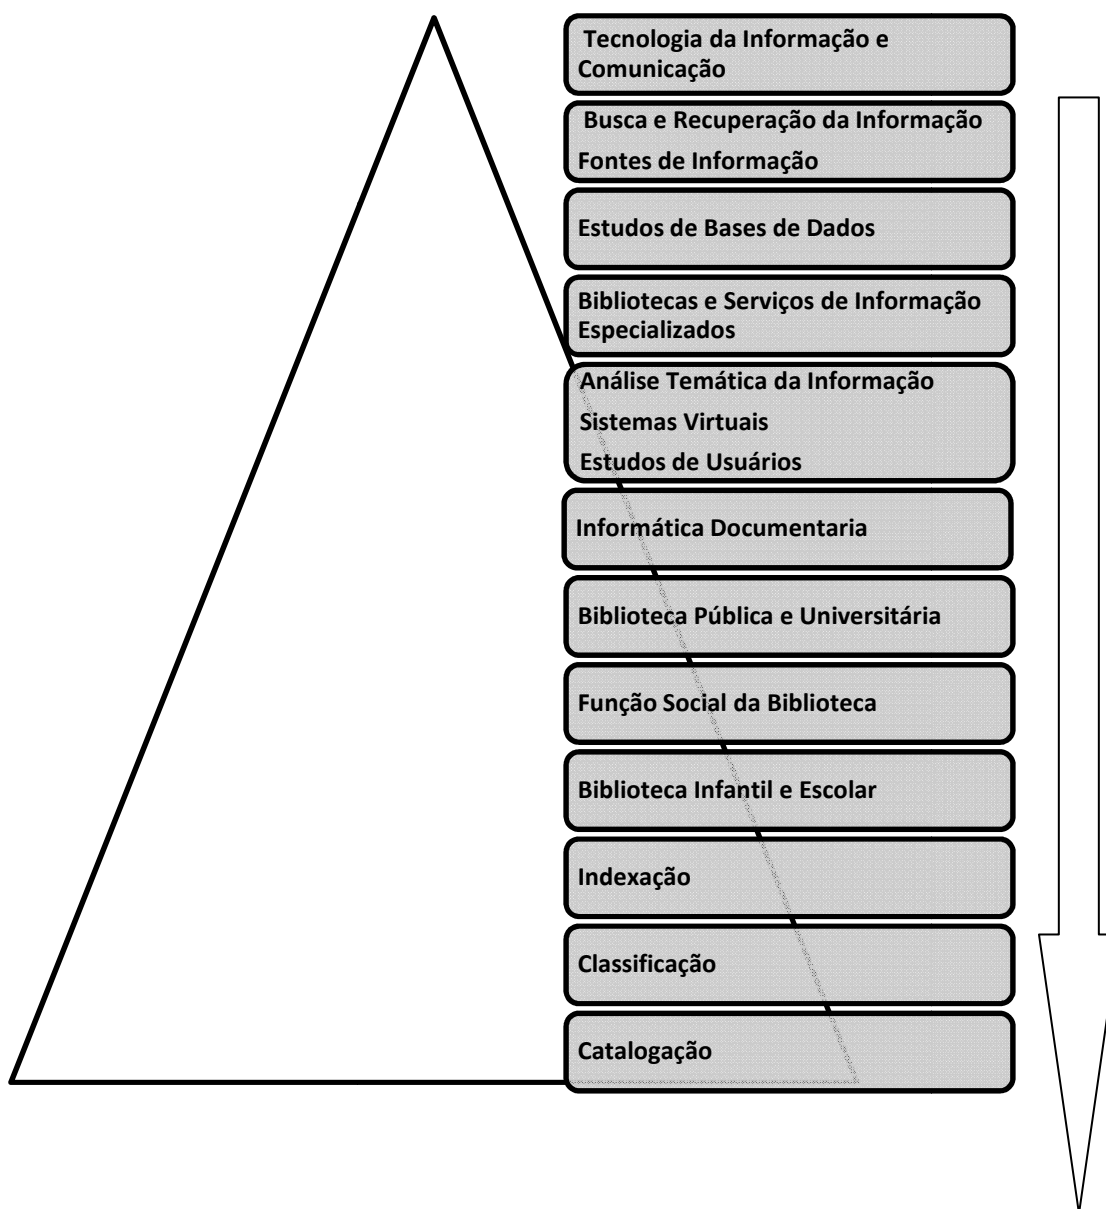 Tecnologia da Informação e
Comunicação
Busca e Recuperação da Informação
Fontes de Informação
Estudos de Bases de Dados
Bibliotecas e Serviços de Informação
Especializados
Análise Temática da Informação
Sistemas Virtuais
Estudos de Usuários
Informática Documentaria
Biblioteca Pública e Universitária
Função Social da Biblioteca
Biblioteca Infantil e Escolar
Indexação
Classificação
Catalogação